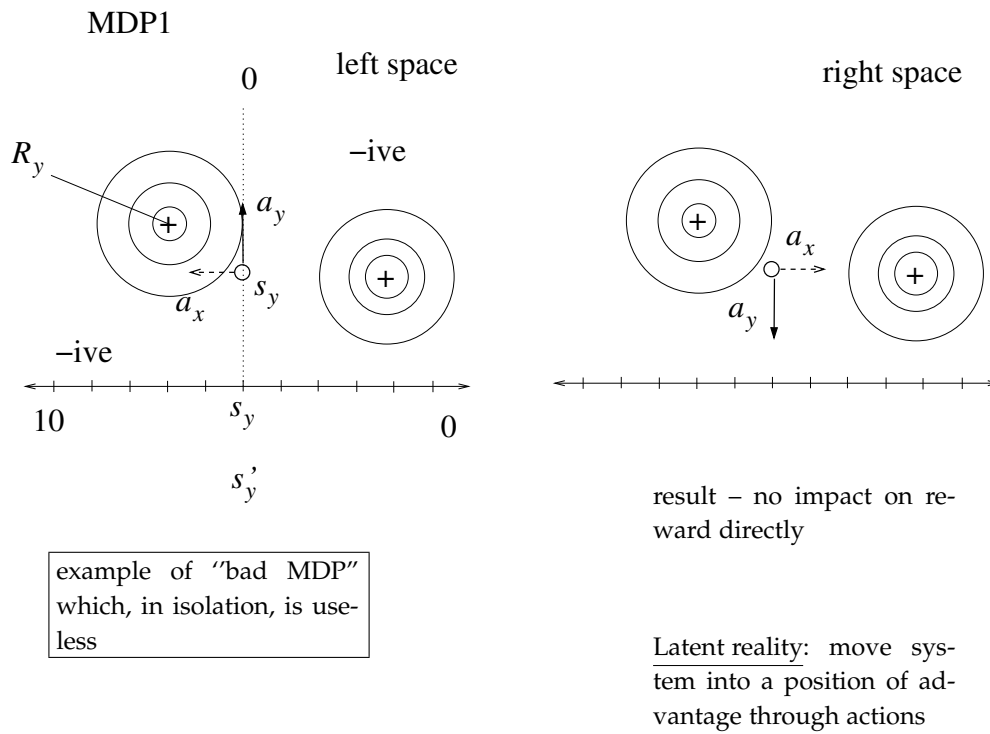 MDP1
left space
right space
0
R_y
−ive
a_y
a_x
s_y
−ive
10
s_y
0
s_y'
+
+
+
+
a_x
a_y
example of ‘‘bad MDP”
which, in isolation, is use-
less
result – no impact on re-
ward directly
Latent reality: move sys-
tem into a position of ad-
vantage through actions